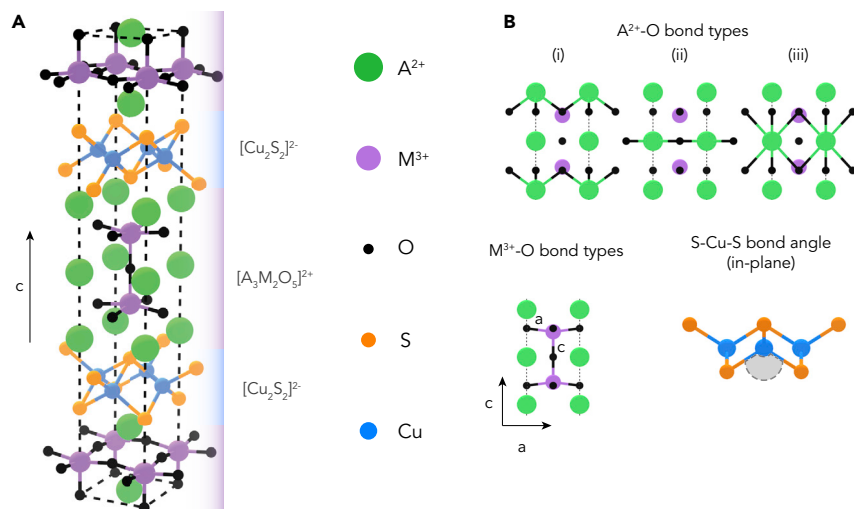 A
c
[Cu2S2]2-
[A3M2O5]2+
[Cu2S2]2-
A2+
M3+
O
S
Cu
B
A2+-O bond types
(i)
(ii)
(iii)
M3+-O bond types
a
c
c
a
S-Cu-S bond angle
(in-plane)